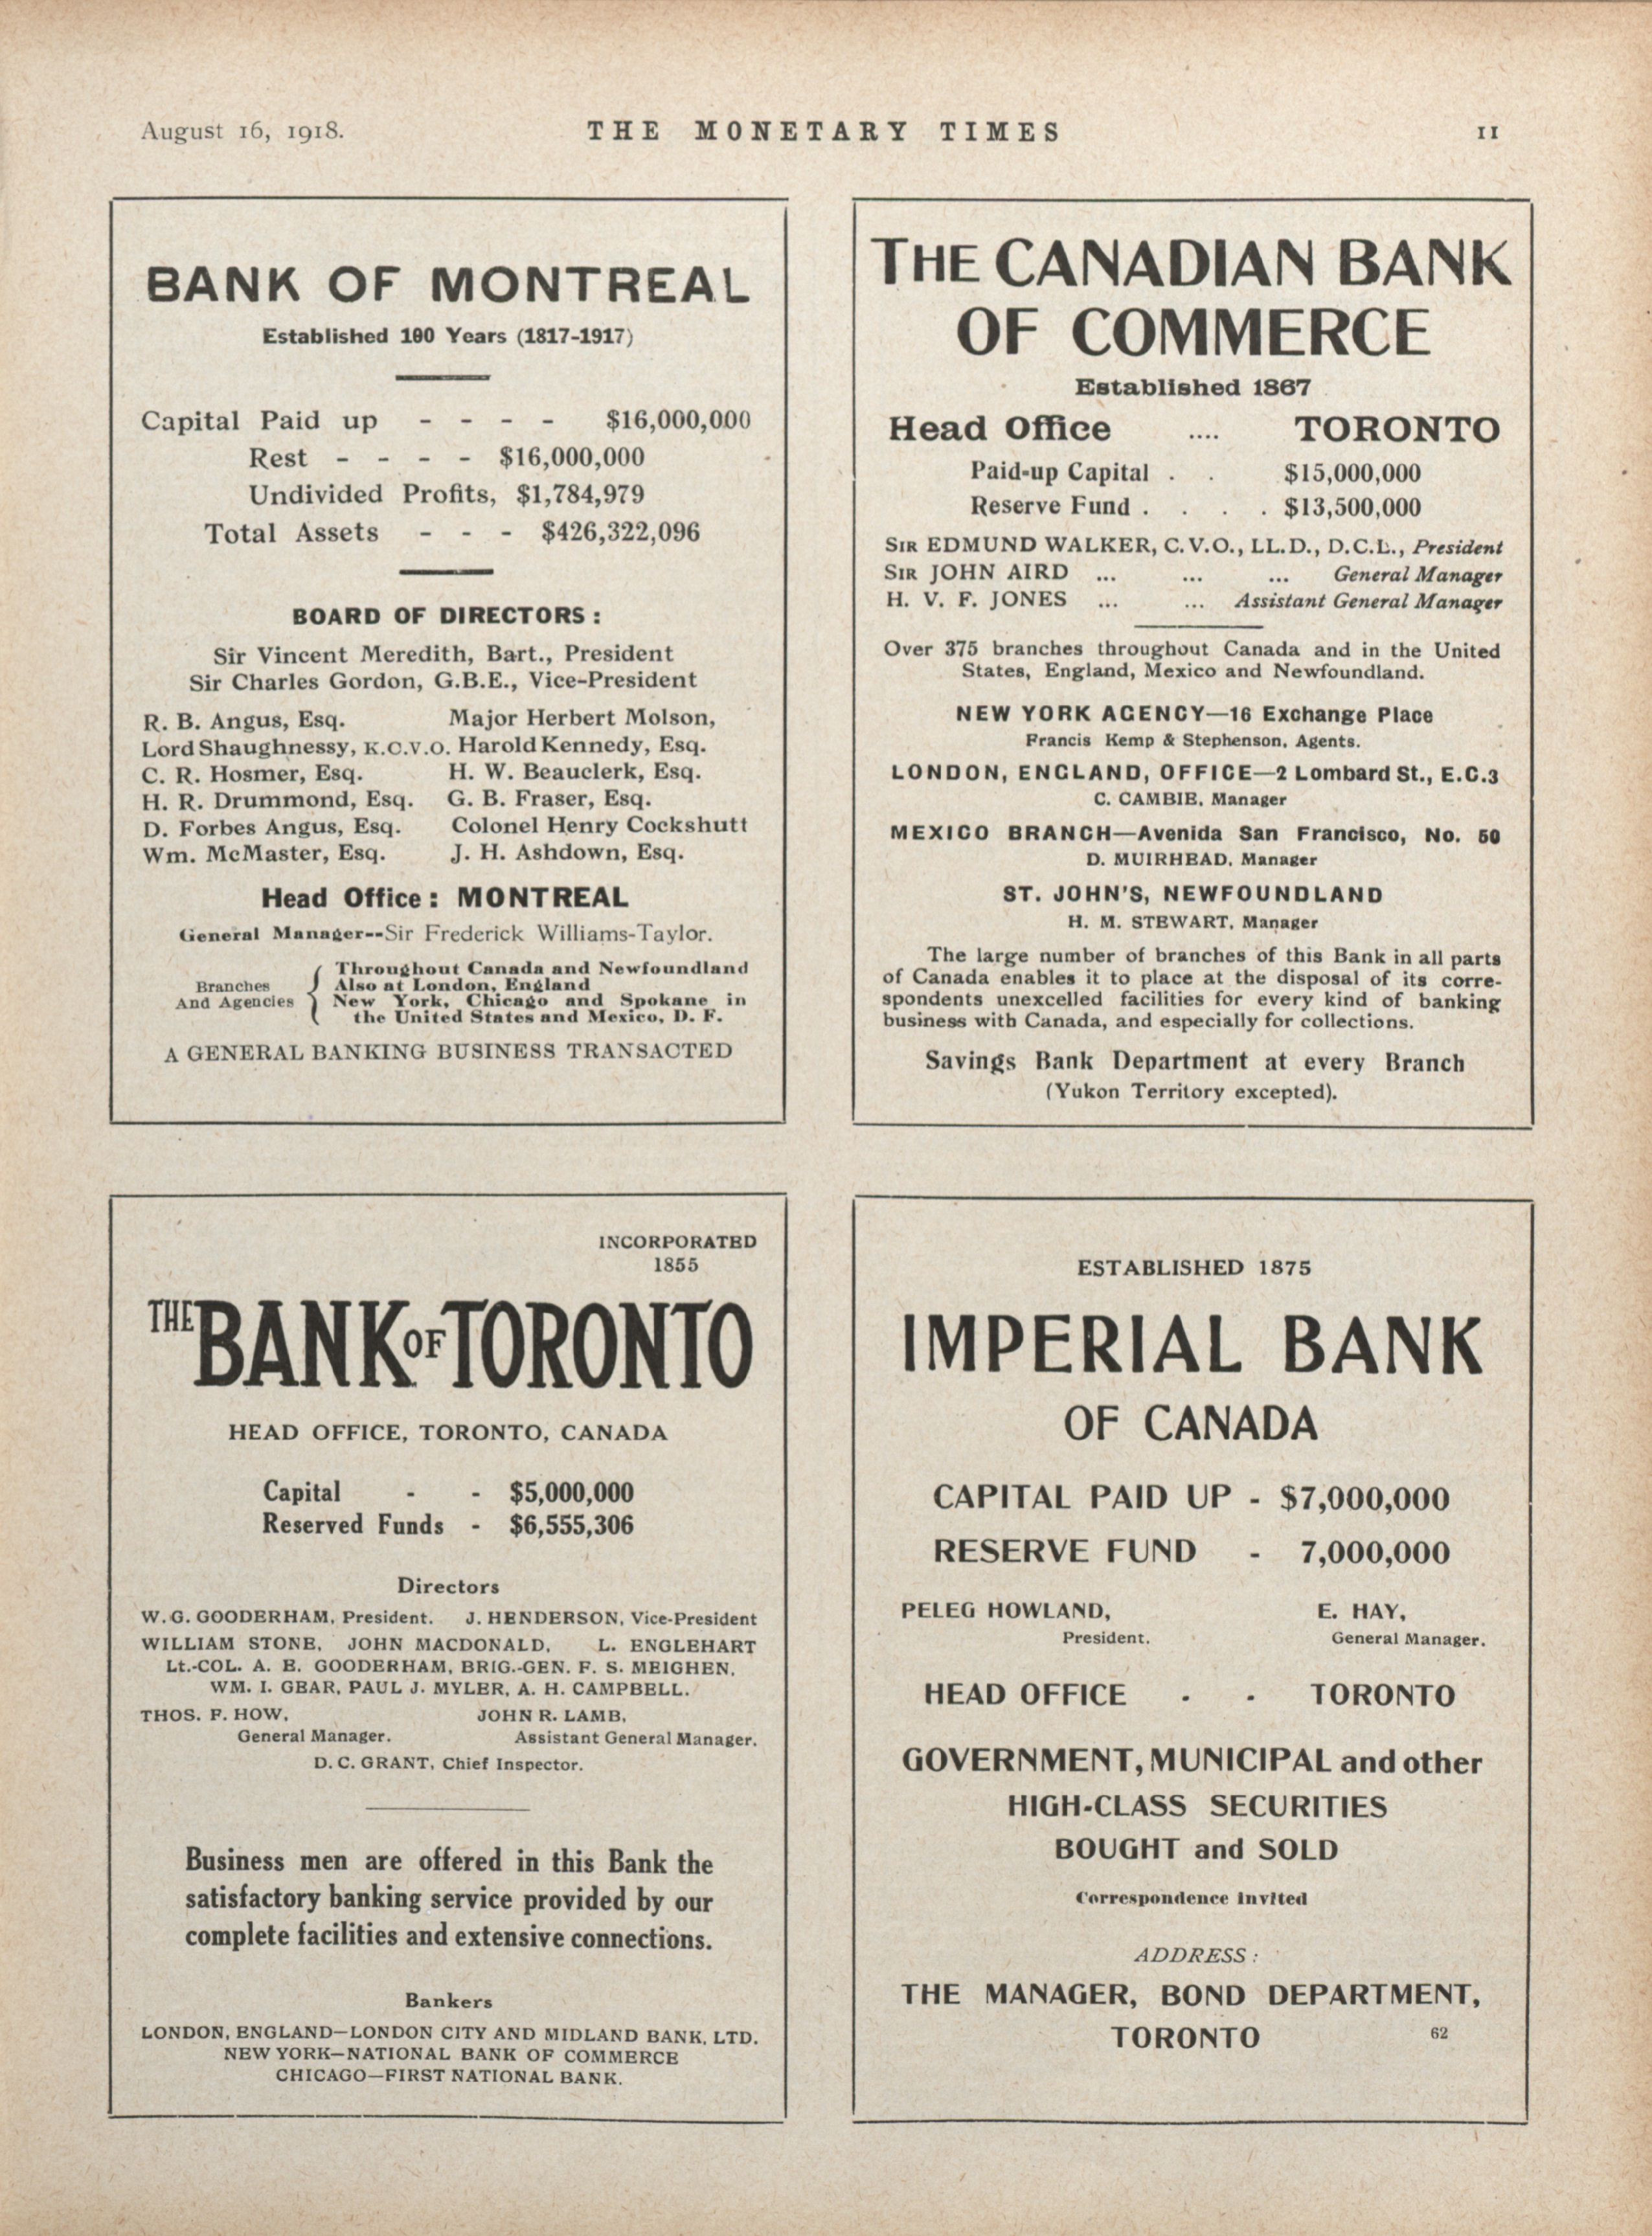 August 16, 1918.
THE MONETARY TIMES
11
BANK OF MONTREAL
Established 100 Years (1817-1917)
Capital Paid up - - - - $16,000,000
Rest - - - - $16,000,000
Undivided Profits, $1,784,979
Total Assets - - - $426,322,096
BOARD OF DIRECTORS :
Sir Vincent Meredith, Bart., President
Sir Charles Gordon, G.B.E., Vice-President
R. B. Angus, Esq. Major Herbert Molson,
Lord Shaughnessy, K.C.V.O. Harold Kennedy, Esq.
C. R. Hosmer, Esq. H. W. Beauclerk, Esq.
H. R. Drummond, Esq. G. B. Fraser, Esq.
D. Forbes Angus, Esq. Colonel Henry Cockshutt
Wm. McMaster, Esq. J. H. Ashdown, Esq.
Head Office : MONTREAL
General Manager--Sir Frederick Williams-Taylor.
Branches And Agencies
Throughout Canada and Newfoundland
Also at London, England
New York, Chicago and Spokane in
the United States and Mexico, D. F.
A GENERAL BANKING BUSINESS TRANSACTED
THE CANADIAN BANK
OF COMMERCE
Established 1867
Head Office .... TORONTO
Paid-up Capital . . $15,000,000
Reserve Fund . . . . $13,500,000
SIR EDMUND WALKER, C.V.O., LL.D., D.C.L., President
SIR JOHN AIRD ... ... ... General Manager
H. V. F. JONES ... ... Assistant General Manager
Over 375 branches throughout Canada and in the United
States, England, Mexico and Newfoundland.
NEW YORK AGENCY—16 Exchange Place
Francis Kemp & Stephenson, Agents.
LONDON, ENGLAND, OFFICE—2 Lombard St., E.C.3
C. CAMBIE, Manager
MEXICO BRANCH—Avenida San Francisco, No. 50
D. MUIRHEAD, Manager
ST. JOHN'S, NEWFOUNDLAND
H. M. STEWART, Manager
The large number of branches of this Bank in all parts
of Canada enables it to place at the disposal of its corre-
spondents unexcelled facilities for every kind of banking
business with Canada, and especially for collections.
Savings Bank Department at every Branch
(Yukon Territory excepted).
INCORPORATED
1855
THE BANK OF TORONTO
HEAD OFFICE, TORONTO, CANADA
Capital - - $5,000,000
Reserved Funds - $6,555,306
Directors
W. G. GOODERHAM, President. J. HENDERSON, Vice-President
WILLIAM STONE, JOHN MACDONALD, L. ENGLEHART
Lt.-COL. A. E. GOODERHAM, BRIG.-GEN. F. S. MEIGHEN,
WM. I. GEAR, PAUL J. MYLER, A. H. CAMPBELL.
THOS. F. HOW, JOHN R. LAMB,
General Manager. Assistant General Manager.
D. C. GRANT, Chief Inspector.
Business men are offered in this Bank the
satisfactory banking service provided by our
complete facilities and extensive connections.
Bankers
LONDON, ENGLAND—LONDON CITY AND MIDLAND BANK, LTD.
NEW YORK—NATIONAL BANK OF COMMERCE
CHICAGO—FIRST NATIONAL BANK.
ESTABLISHED 1875
IMPERIAL BANK
OF CANADA
CAPITAL PAID UP - $7,000,000
RESERVE FUND - 7,000,000
PELEG HOWLAND, E. HAY,
President. General Manager.
HEAD OFFICE - - TORONTO
GOVERNMENT, MUNICIPAL and other
HIGH-CLASS SECURITIES
BOUGHT and SOLD
Correspondence Invited
ADDRESS :
THE MANAGER, BOND DEPARTMENT,
TORONTO 62